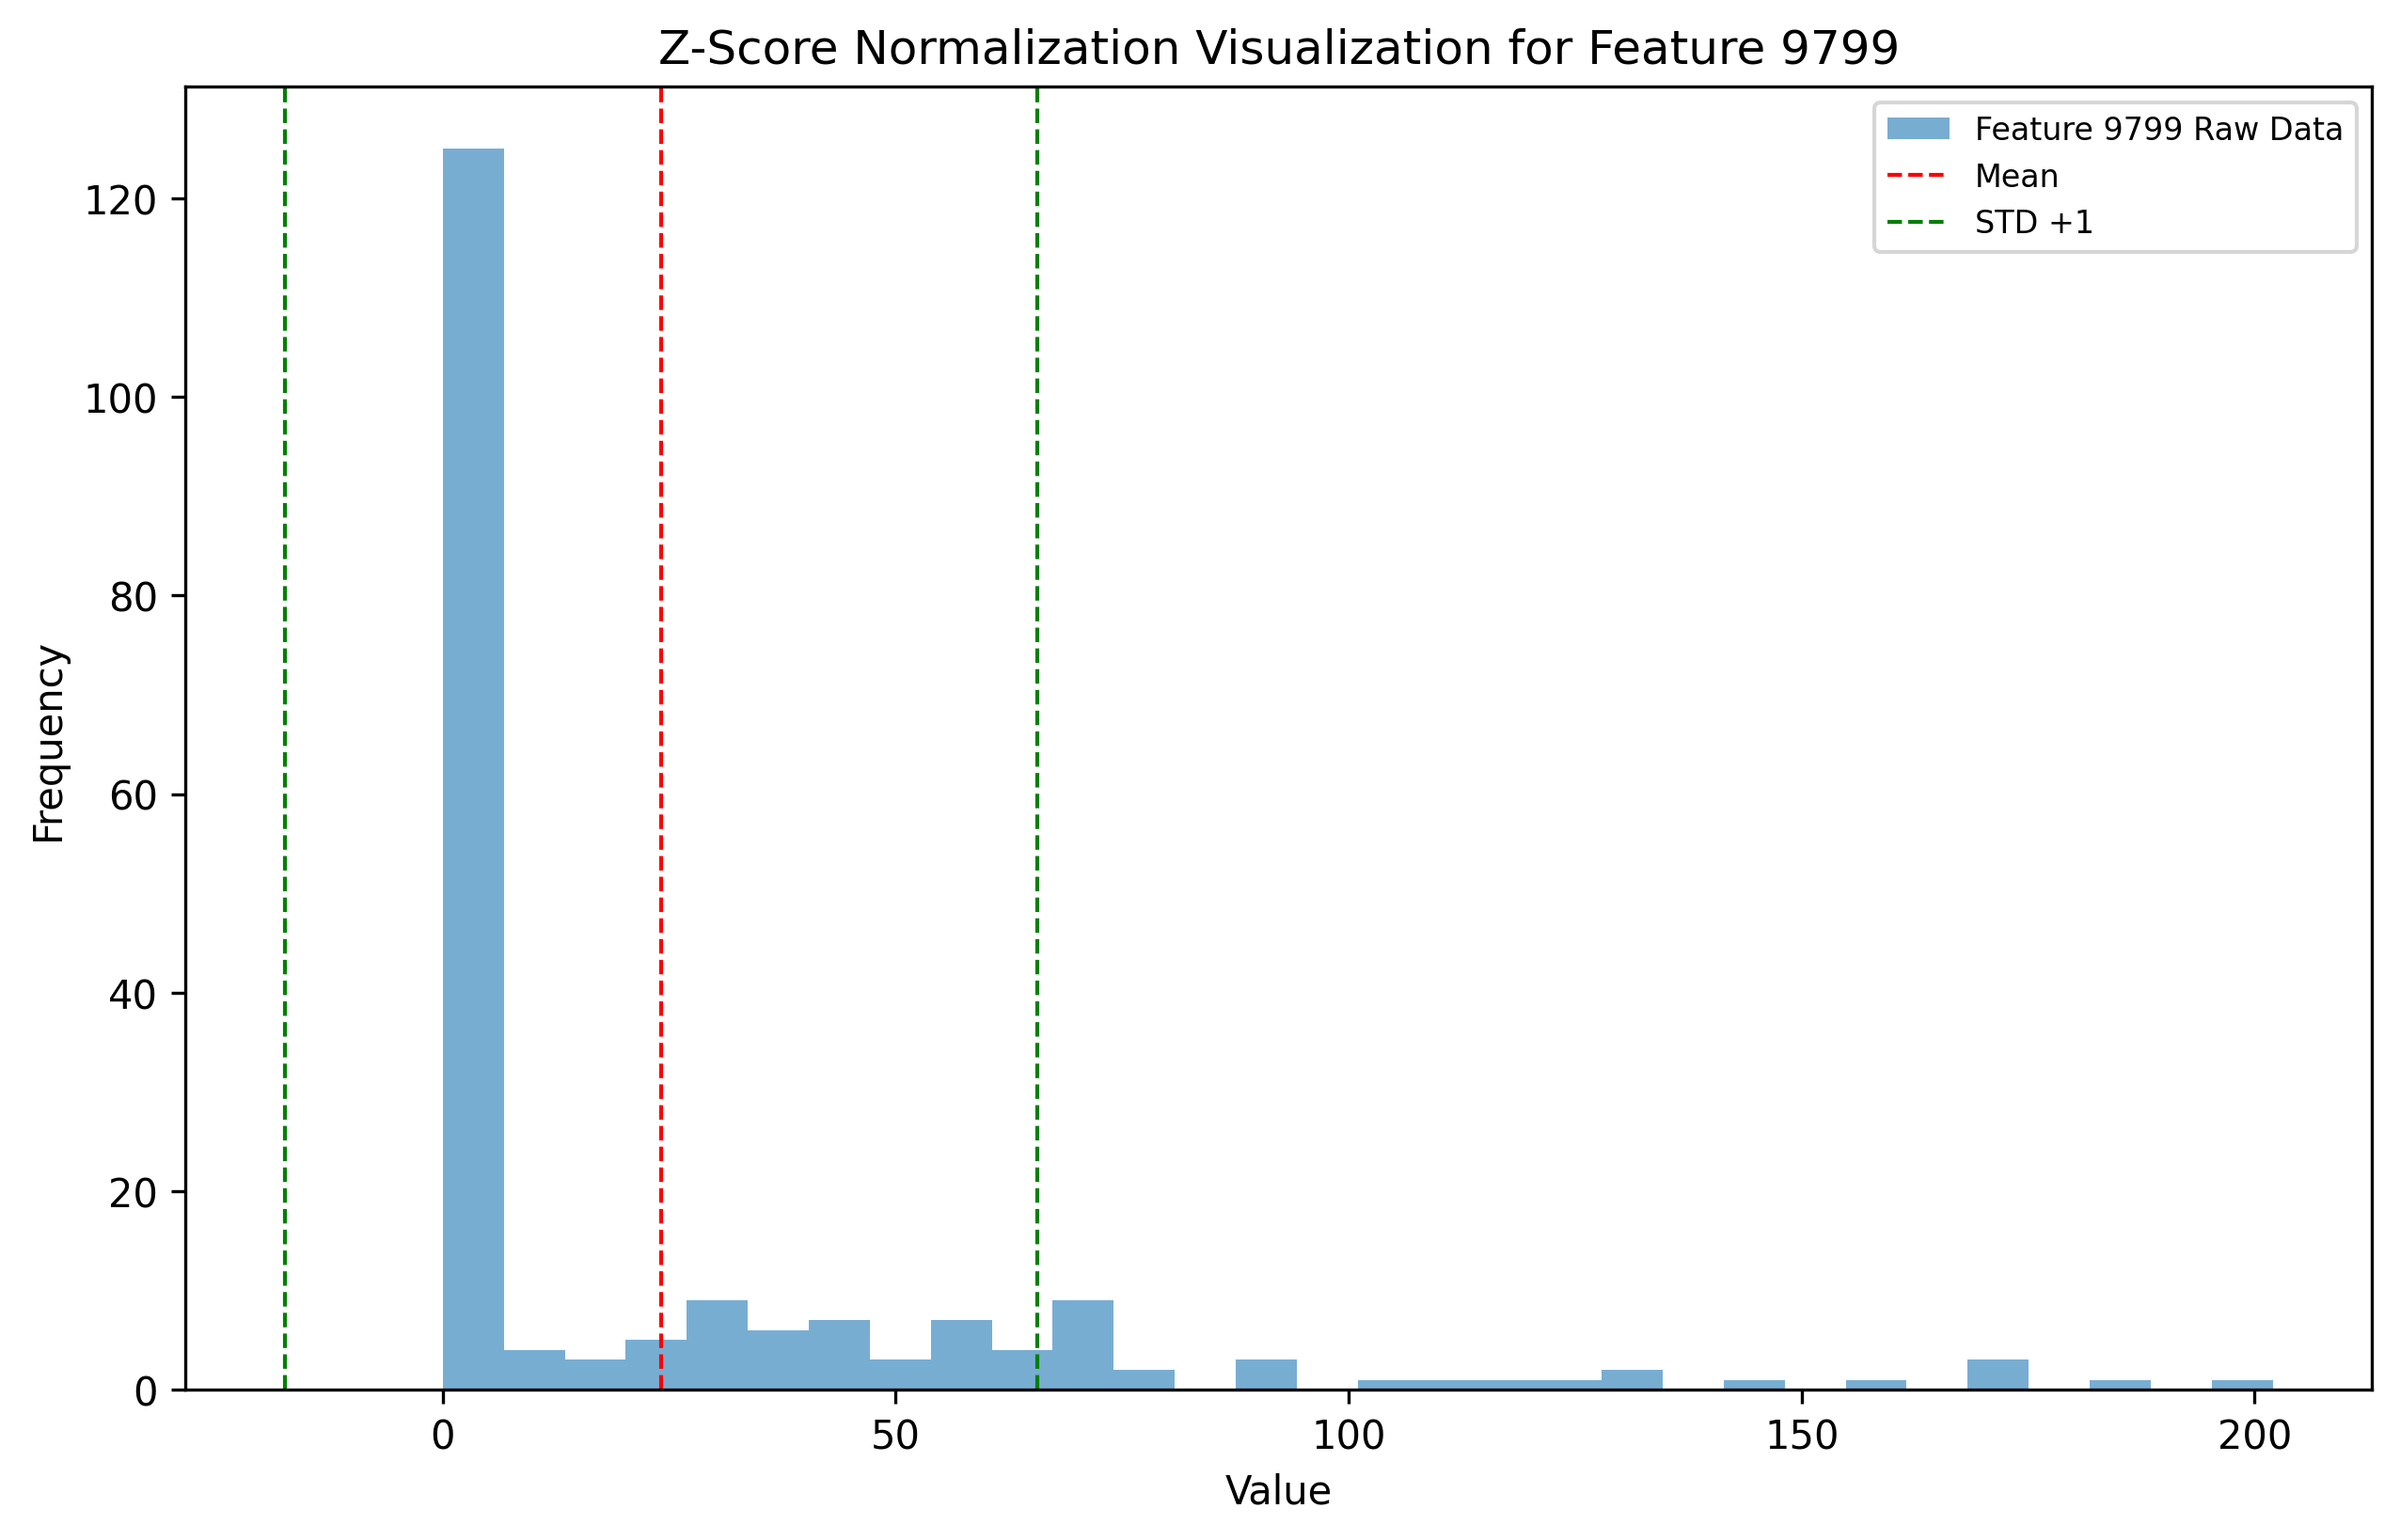 Z-Score Normalization Visualization for Feature 9799
Feature 9799 Raw Data
Mean
STD +1
Frequency
120
100
80
60
40
20
0
0 50 100 150 200
Value